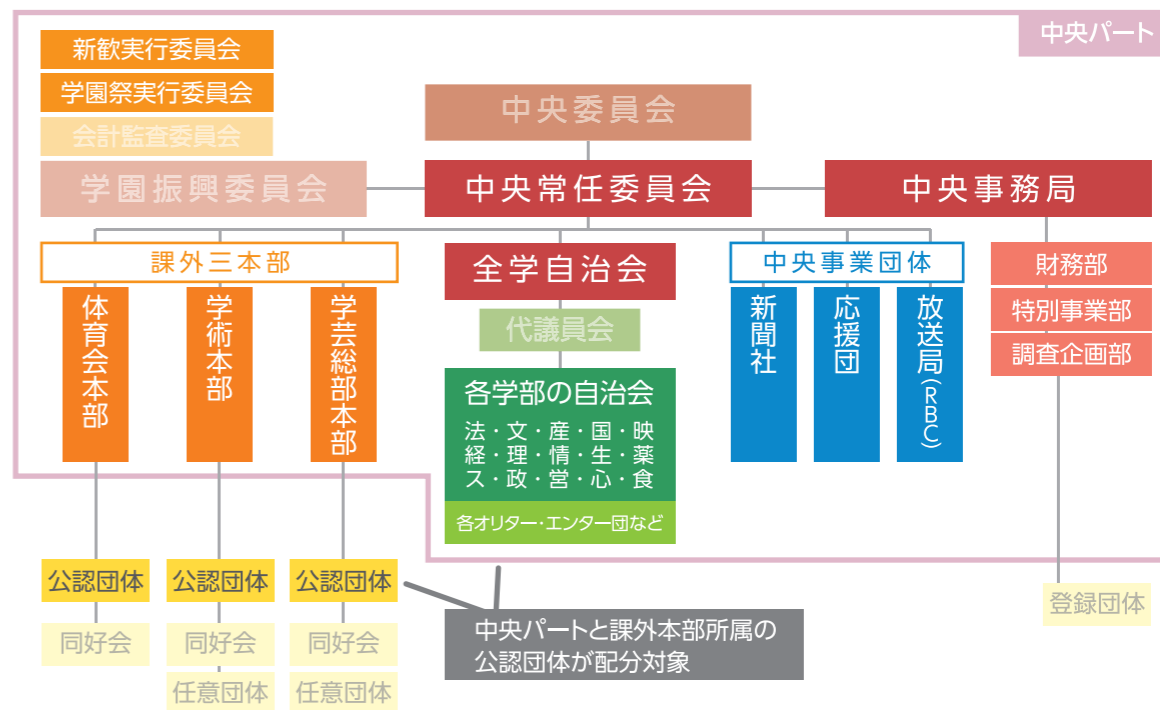 中央パート
新歓実行委員会
学園祭実行委員会
会計監査委員会
中央委員会
学園振興委員会
中央常任委員会
中央事務局
課外三本部
体育会本部
学術本部
学芸総部本部
全学自治会
代議員会
各学部の自治会
法・文・産・国・映
経・理・情・生・薬
ス・政・営・心・食
各オリター・エンター団など
中央事業団体
新聞社
応援団
放送局(RBC)
財務部
特別事業部
調査企画部
公認団体
公認団体
公認団体
同好会
同好会
同好会
任意団体
任意団体
登録団体
中央パートと課外本部所属の
公認団体が配分対象